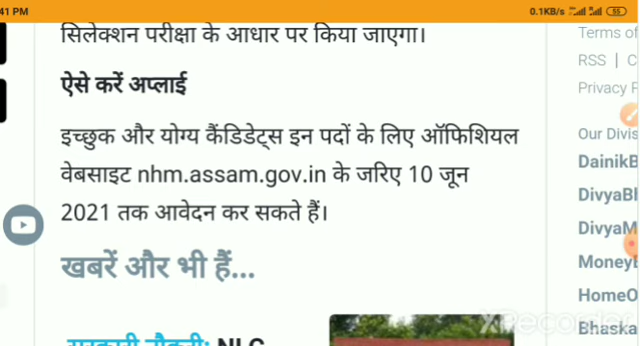 41 PM
0.1KB/s
55
सिलेक्शन परीक्षा के आधार पर किया जाएगा।
ऐसे करें अप्लाई
इच्छुक और योग्य कैंडिडेट्स इन पदों के लिए ऑफिशियल
वेबसाइट nhm.assam.gov.in के जरिए 10 जून
2021 तक आवेदन कर सकते हैं।
खबरें और भी हैं...
Terms of
RSS | C
Privacy
Our Divis
DainikB
DivyaB
DivyaM
Money
HomeO
Bhaska
XRecorder